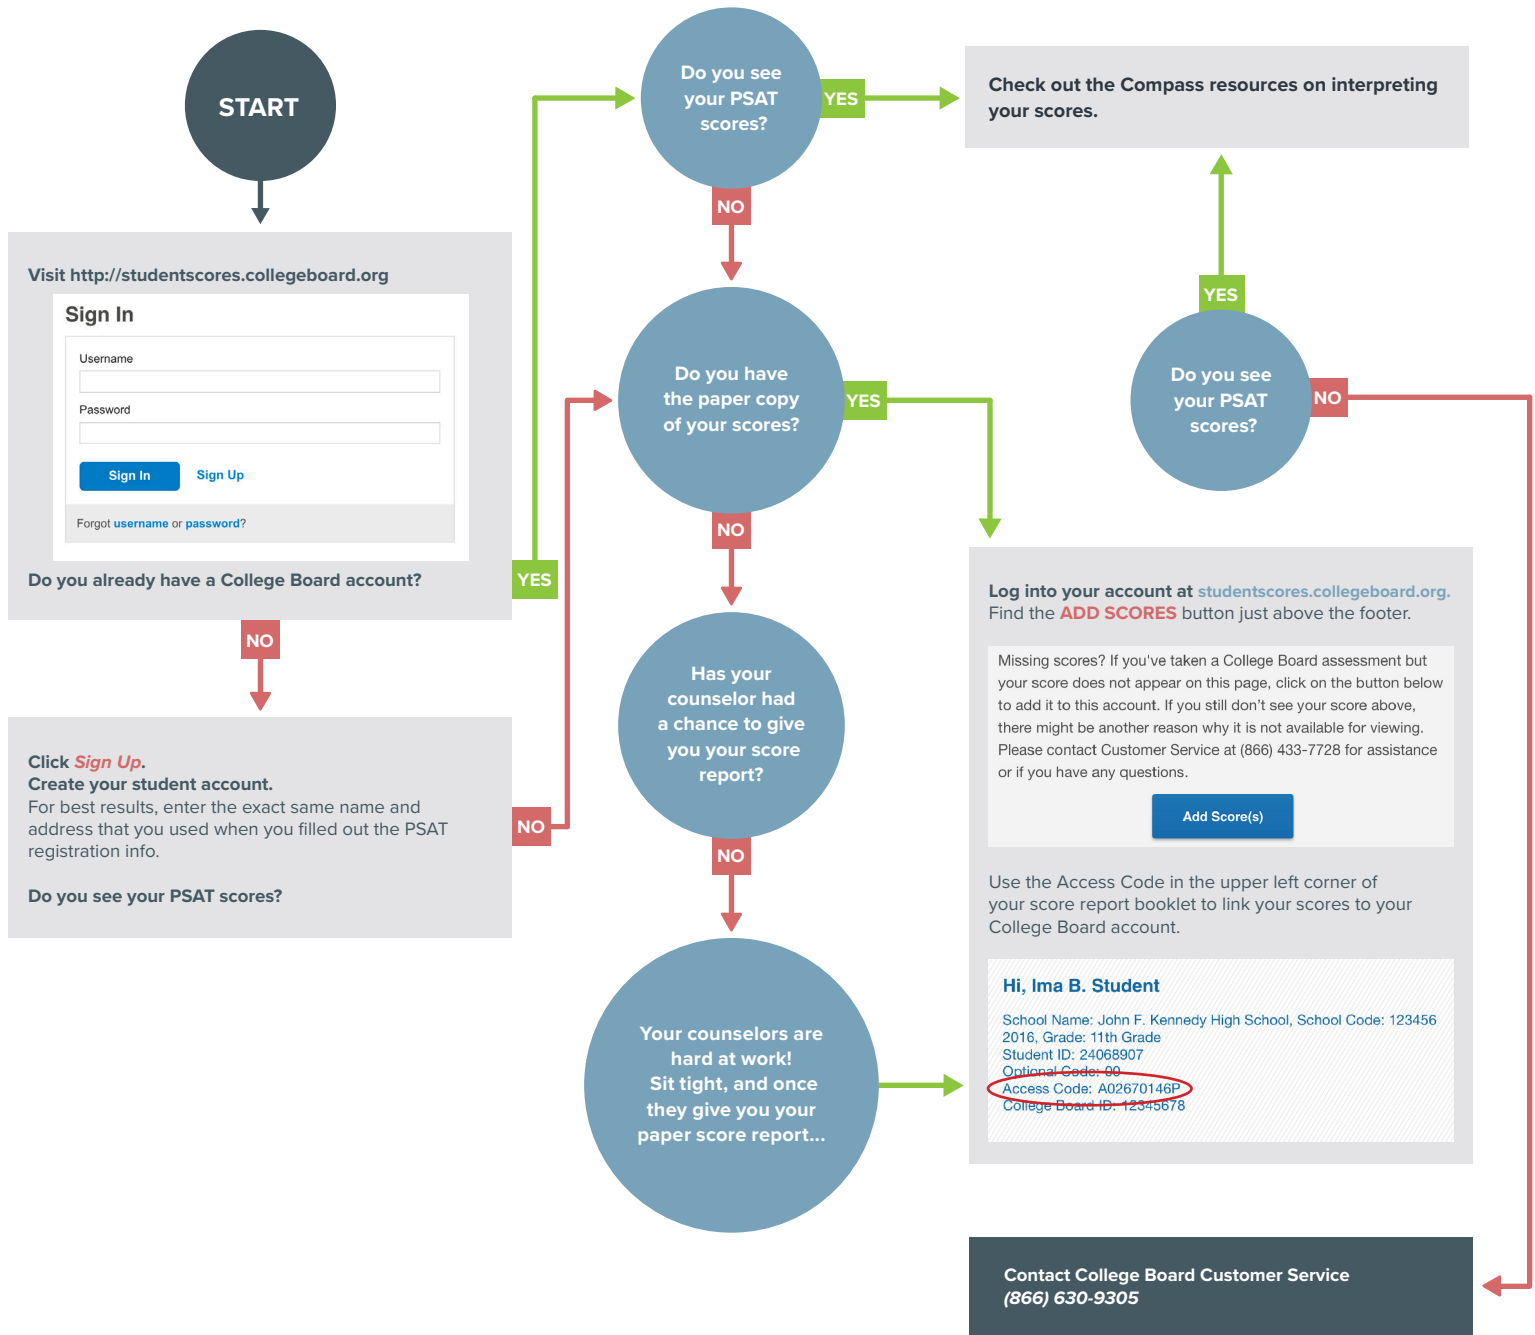 START
Visit http://studentscores.collegeboard.org
Sign In
Username
Password
Sign In
Sign Up
Forgot username or password?
Do you already have a College Board account?
YES
NO
Click Sign Up.
Create your student account.
For best results, enter the exact same name and
address that you used when you filled out the PSAT
registration info.
Do you see your PSAT scores?
NO
Do you see
your PSAT
scores?
YES
NO
Do you have
the paper copy
of your scores?
YES
NO
Has your
counselor had
a chance to give
you your score
report?
NO
Your counselors are
hard at work!
Sit tight, and once
they give you your
paper score report...
Check out the Compass resources on interpreting
your scores.
YES
Do you see
your PSAT
scores?
NO
Log into your account at studentscores.collegeboard.org.
Find the ADD SCORES button just above the footer.
Missing scores? If you've taken a College Board assessment but
your score does not appear on this page, click on the button below
to add it to this account. If you still don't see your score above,
there might be another reason why it is not available for viewing.
Please contact Customer Service at (866) 433-7728 for assistance
or if you have any questions.
Add Score(s)
Use the Access Code in the upper left corner of
your score report booklet to link your scores to your
College Board account.
Hi, Ima B. Student
School Name: John F. Kennedy High School, School Code: 123456
2016, Grade: 11th Grade
Student ID: 24068907
Optional Code: 00
Access Code: A02670146P
College Board ID: 12345678
Contact College Board Customer Service
(866) 630-9305